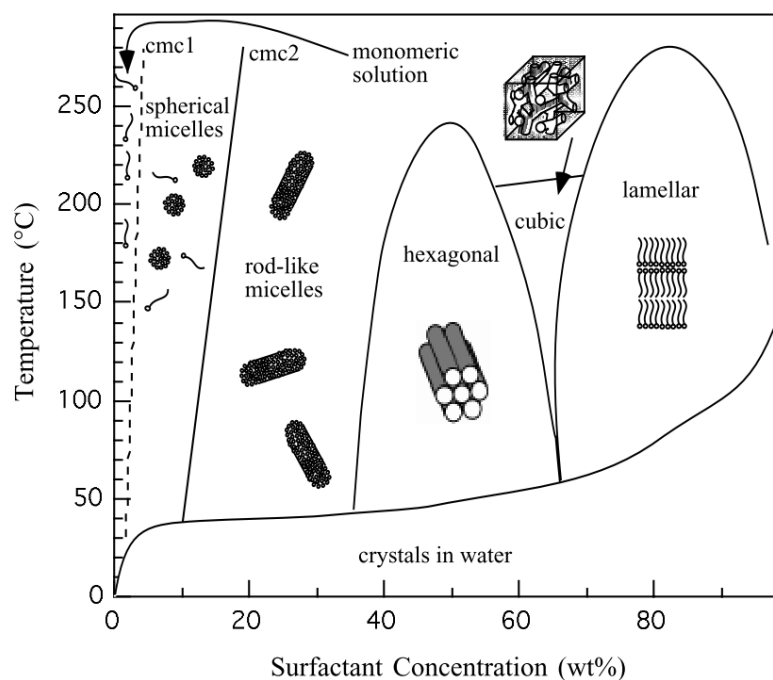 cmc1
cmc2
monomeric
solution
spherical
micelles
250
200
150
100
50
0
Temperature (°C)
rod-like
micelles
hexagonal
cubic
lamellar
crystals in water
0
20
40
60
80
Surfactant Concentration (wt%)